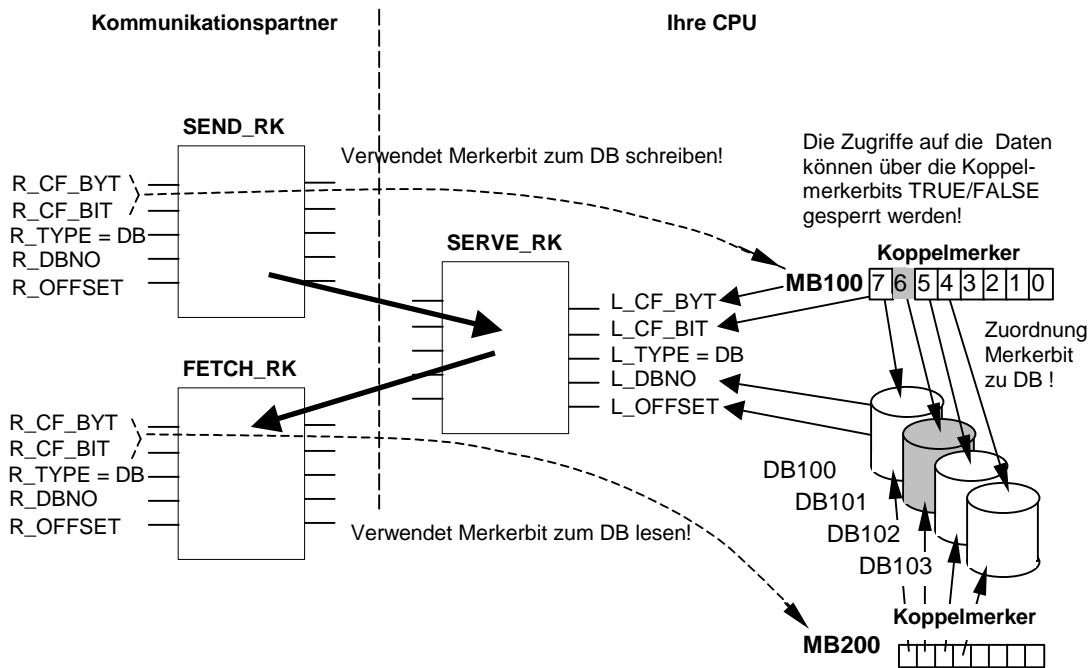 Kommunikationspartner
Ihre CPU
SEND_RK
R_CF_BYT
R_CF_BIT
R_TYPE = DB
R_DBNO
R_OFFSET
Verwendet Merkerbit zum DB schreiben!
Die Zugriffe auf die Daten
können über die Koppel-
merkerbits TRUE/FALSE
gesperrt werden!
SERVE_RK
Koppelmerker
MB100
7 6 5 4 3 2 1 0
L_CF_BYT
L_CF_BIT
L_TYPE = DB
L_DBNO
L_OFFSET
Zuordnung
Merkerbit
zu DB !
FETCH_RK
R_CF_BYT
R_CF_BIT
R_TYPE = DB
R_DBNO
R_OFFSET
DB100
DB101
DB102
DB103
Verwendet Merkerbit zum DB lesen!
Koppelmerker
MB200